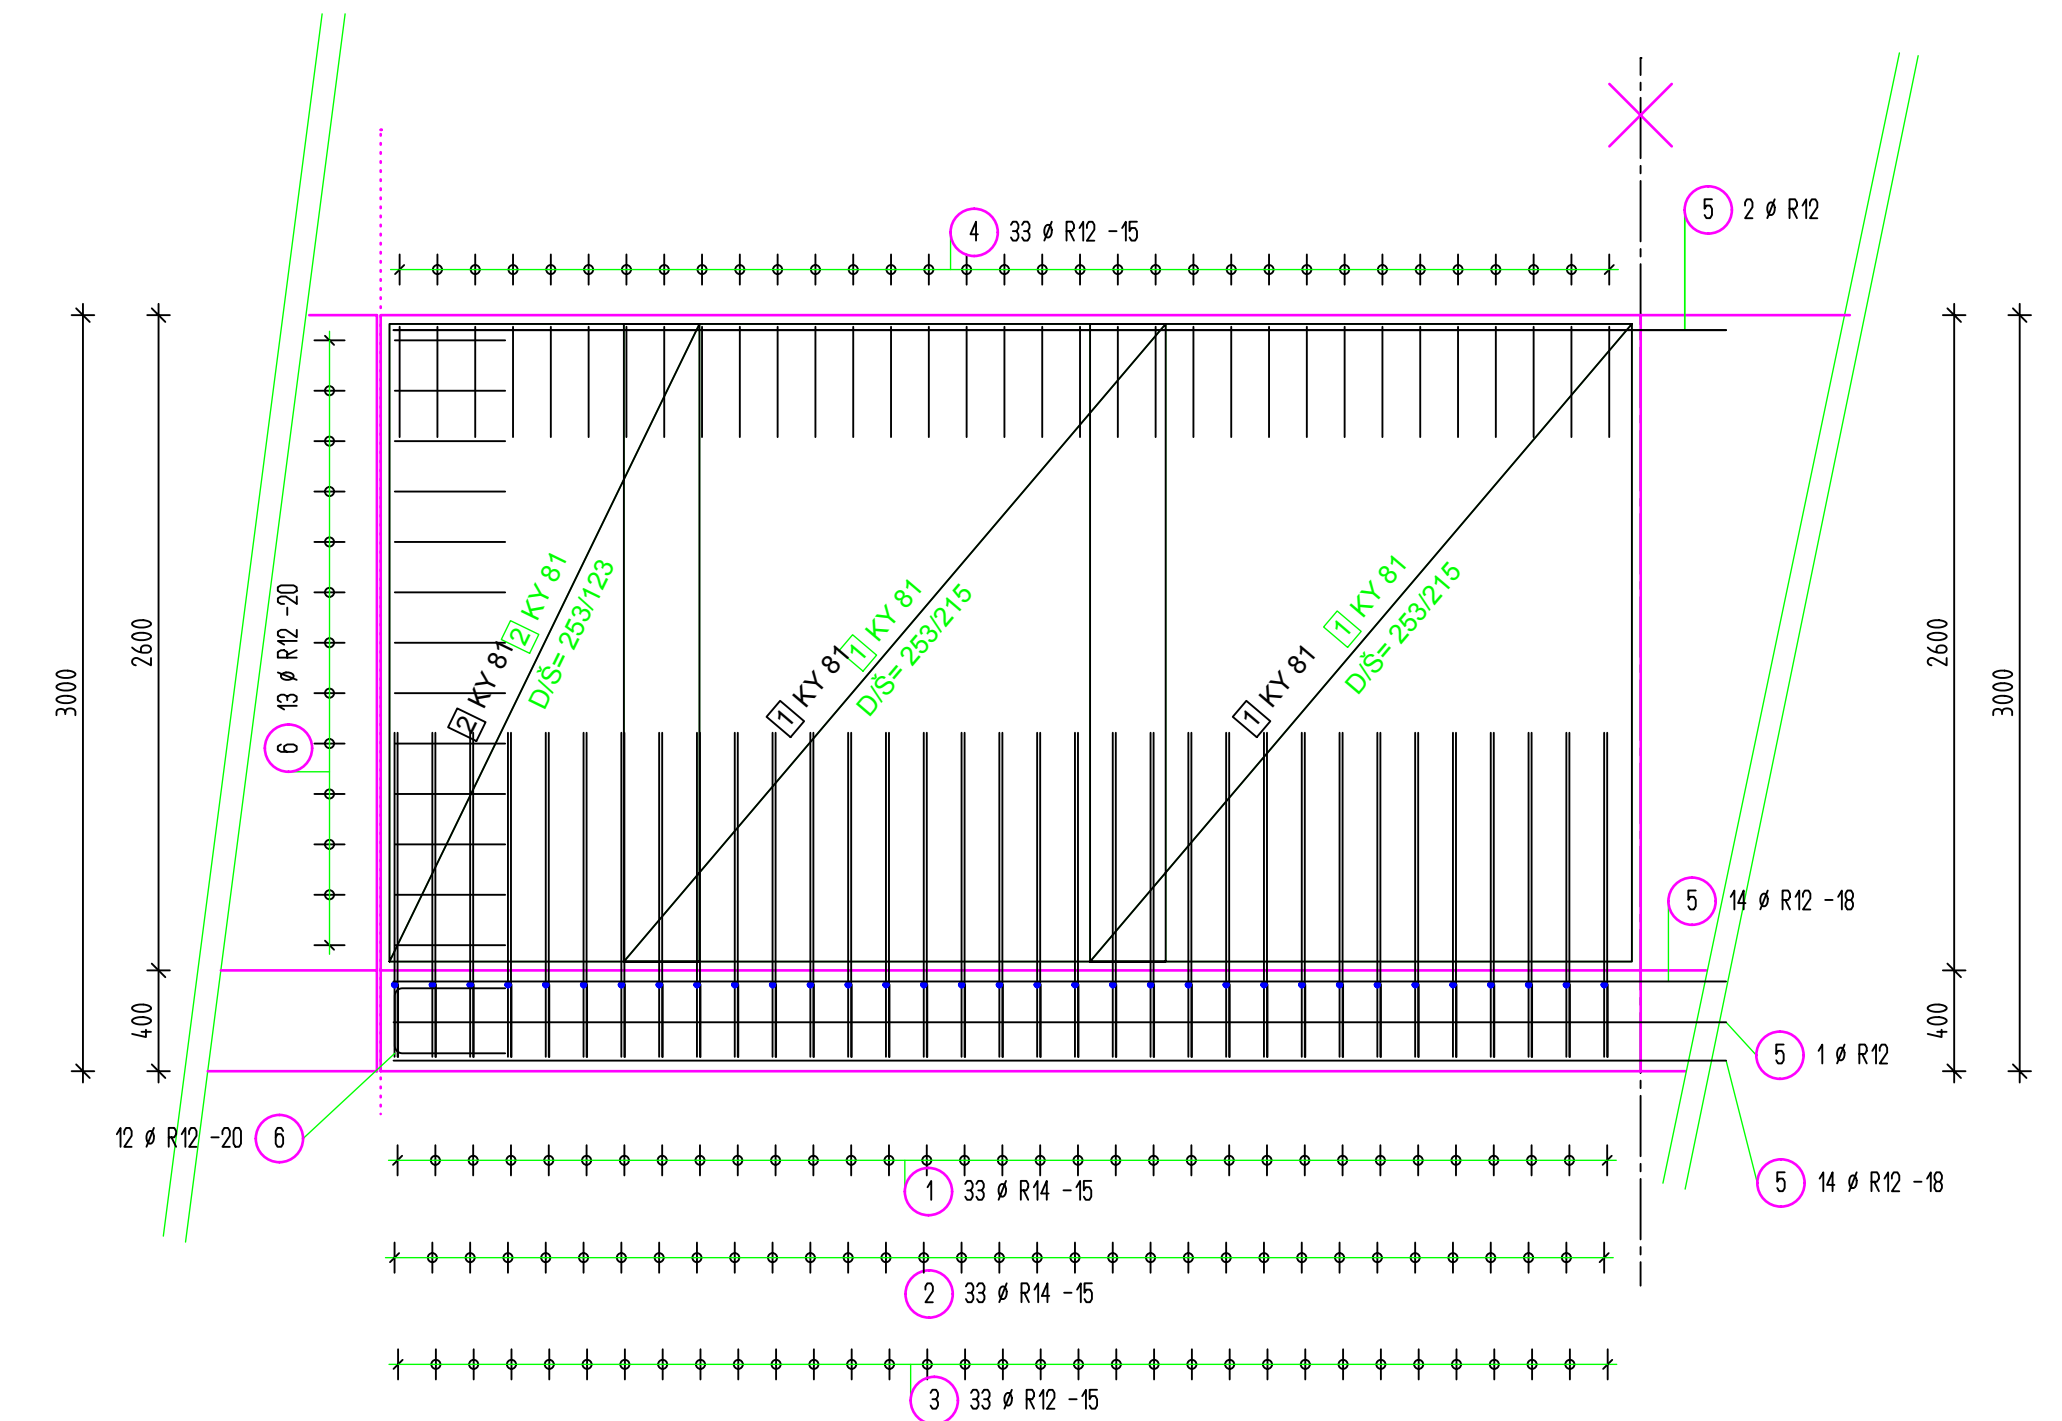 5 2 ø R12
4 33 ø R12 -15
2600
3000
6 13 ø R12 -20
2 KY 81
2 KY 81
D/Š= 253/123
1 KY 81
1 KY 81
D/Š= 253/215
1 KY 81
1 KY 81
D/Š= 253/215
2600
3000
5 14 ø R12 -18
400
400
5 1 ø R12
12 ø R12 -20 6
5 14 ø R12 -18
1 33 ø R14 -15
2 33 ø R14 -15
3 33 ø R12 -15